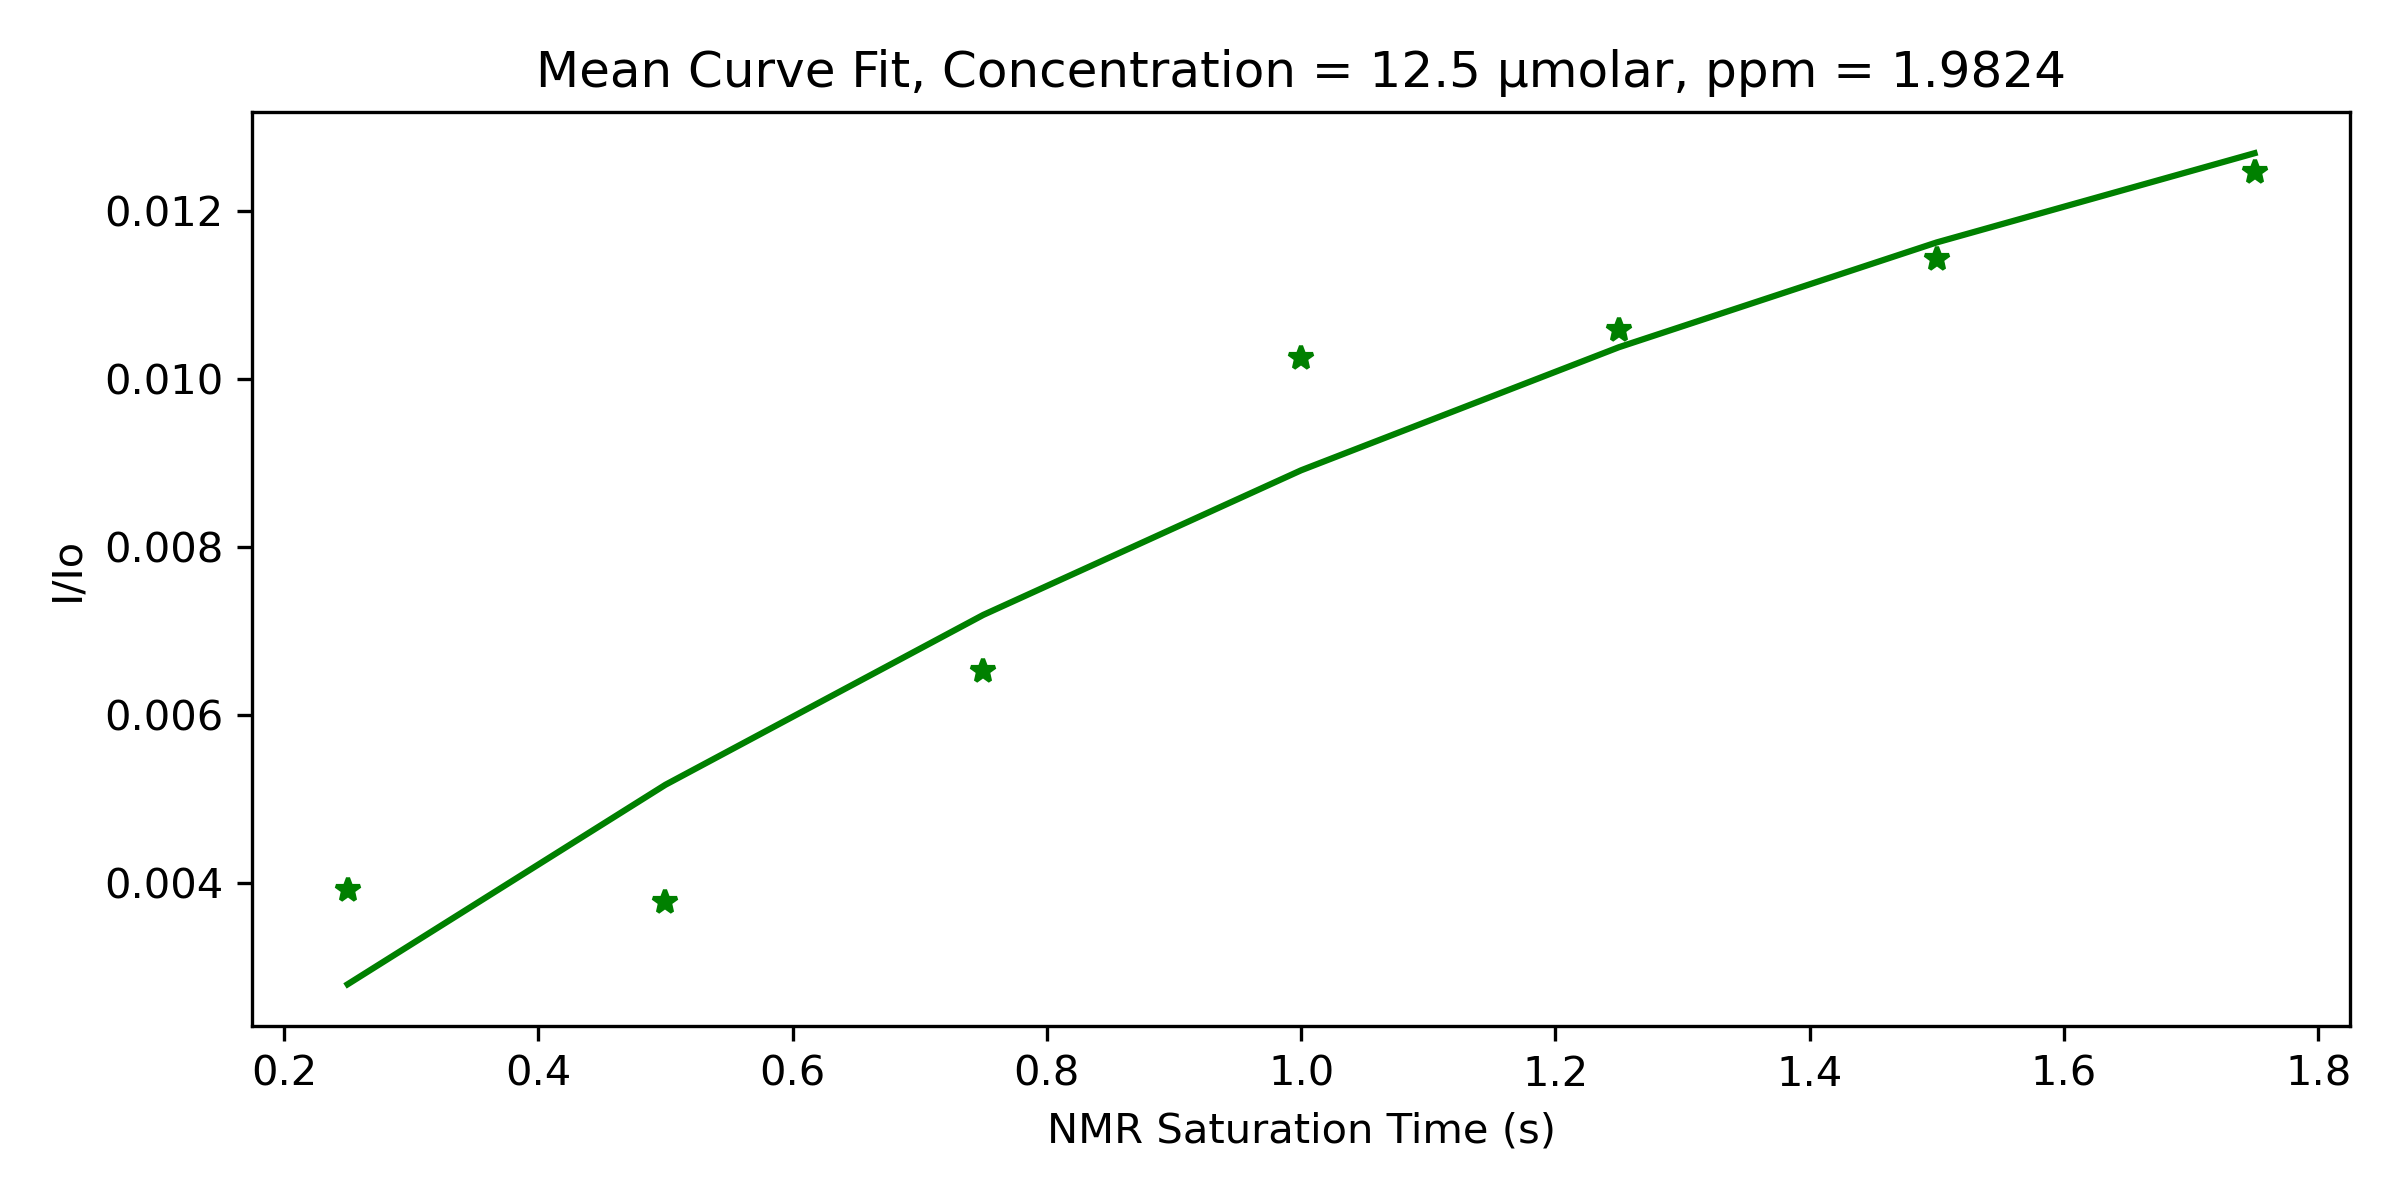 Mean Curve Fit, Concentration = 12.5 µmolar, ppm = 1.9824
I/Io
0.012
0.010
0.008
0.006
0.004
0.2 0.4 0.6 0.8 1.0 1.2 1.4 1.6 1.8
NMR Saturation Time (s)